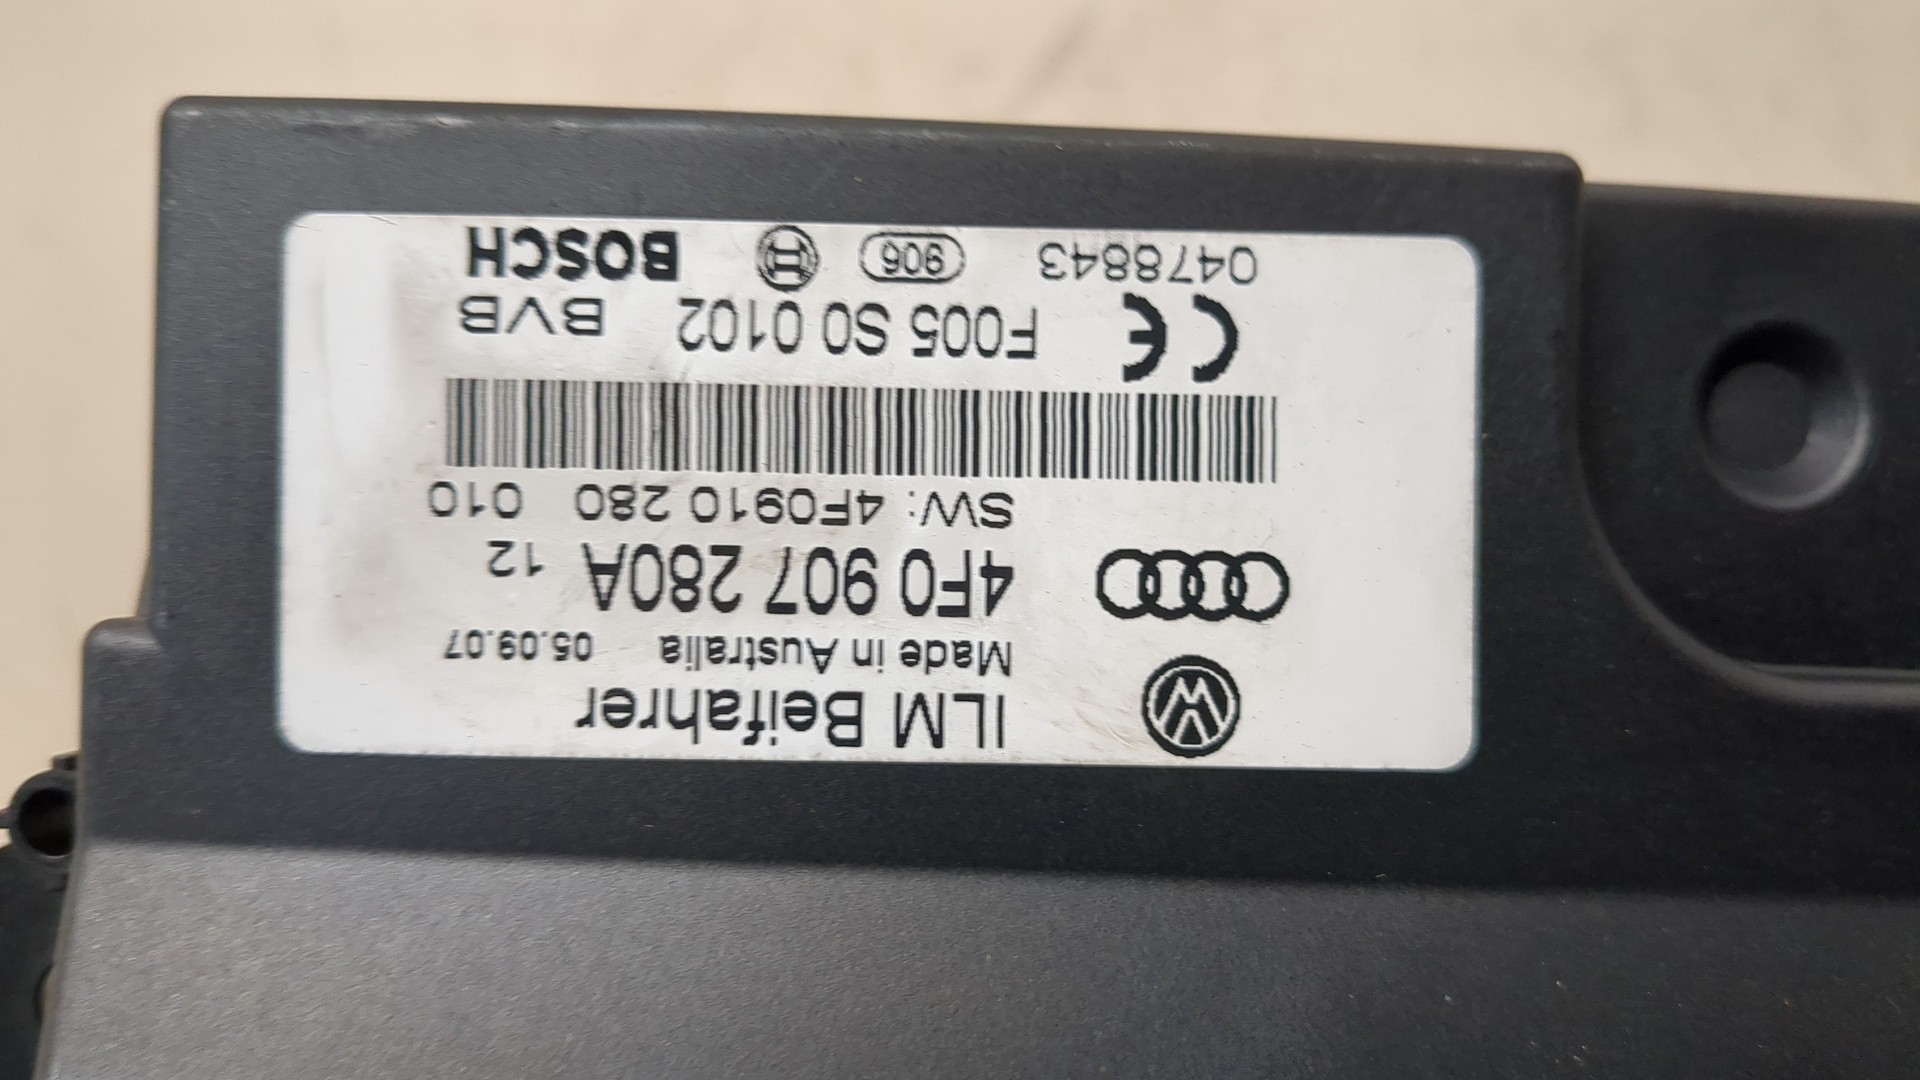 ILM Beifahrer
Made in Australia 05.09.07
4F0 907 280A 12
SW: 4F0910 280 010
CE F005 S0 0102 BVB
0478843 906 BOSCH